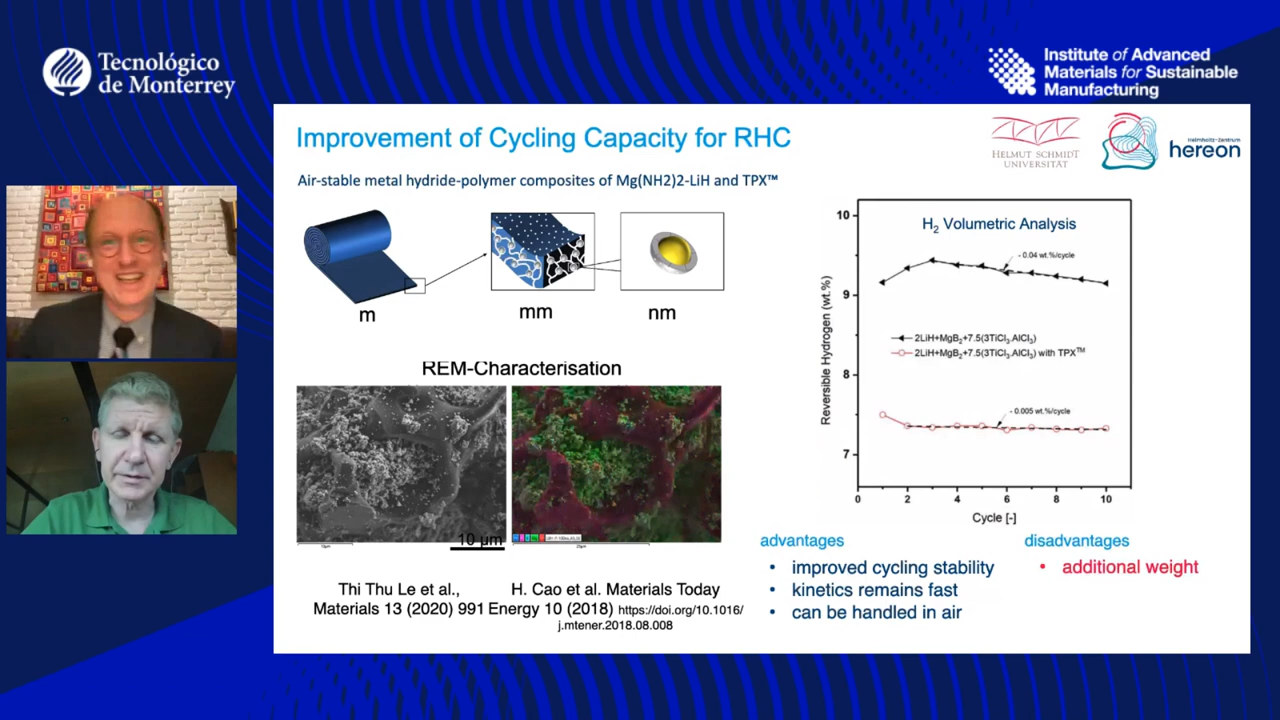 Tecnológico
de Monterrey
Institute of Advanced
Materials for Sustainable
Manufacturing
Improvement of Cycling Capacity for RHC
HELMUT SCHMIDT
UNIVERSITÄT
Helmholtz-Zentrum
hereon
Air-stable metal hydride-polymer composites of Mg(NH2)2-LiH and TPX™
m
mm
nm
REM-Characterisation
10 µm
Thi Thu Le et al.,
Materials 13 (2020) 991
H. Cao et al. Materials Today
Energy 10 (2018) https://doi.org/10.1016/
j.mtener.2018.08.008
H₂ Volumetric Analysis
Reversible Hydrogen (wt.%)
10
9
8
7
- 0.04 wt.%/cycle
2LiH+MgB₂+7.5(3TiCl₃.AlCl₃)
2LiH+MgB₂+7.5(3TiCl₃.AlCl₃) with TPX™
- 0.005 wt.%/cycle
0 2 4 6 8 10
Cycle [-]
advantages
• improved cycling stability
• kinetics remains fast
• can be handled in air
disadvantages
• additional weight